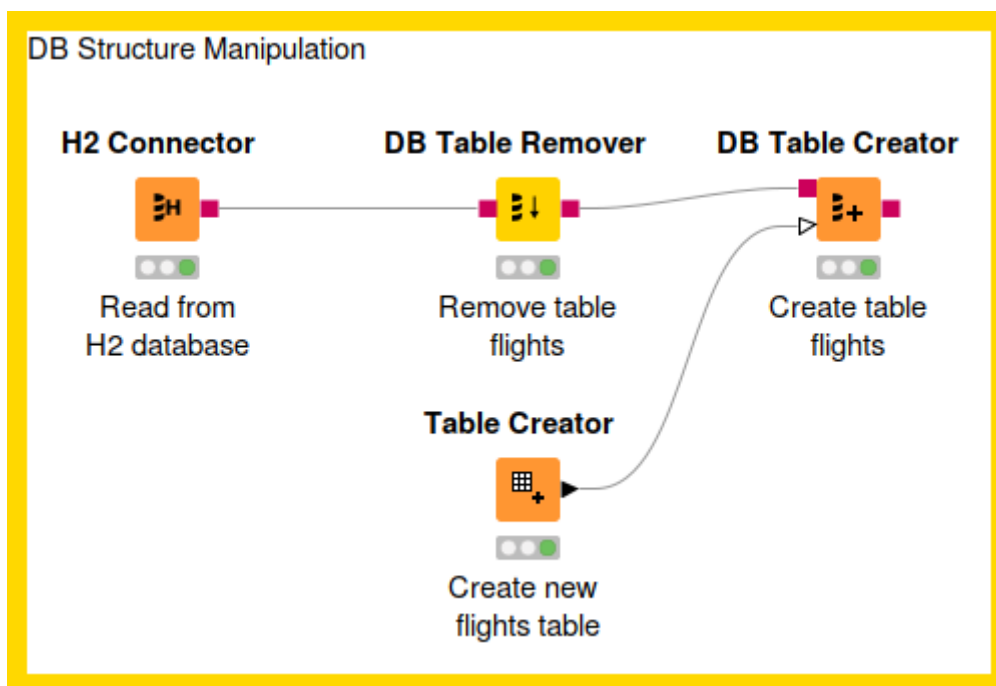 DB Structure Manipulation
H2 Connector
DB Table Remover
DB Table Creator
H
Read from
H2 database
Remove table
flights
Create table
flights
Table Creator
Create new
flights table